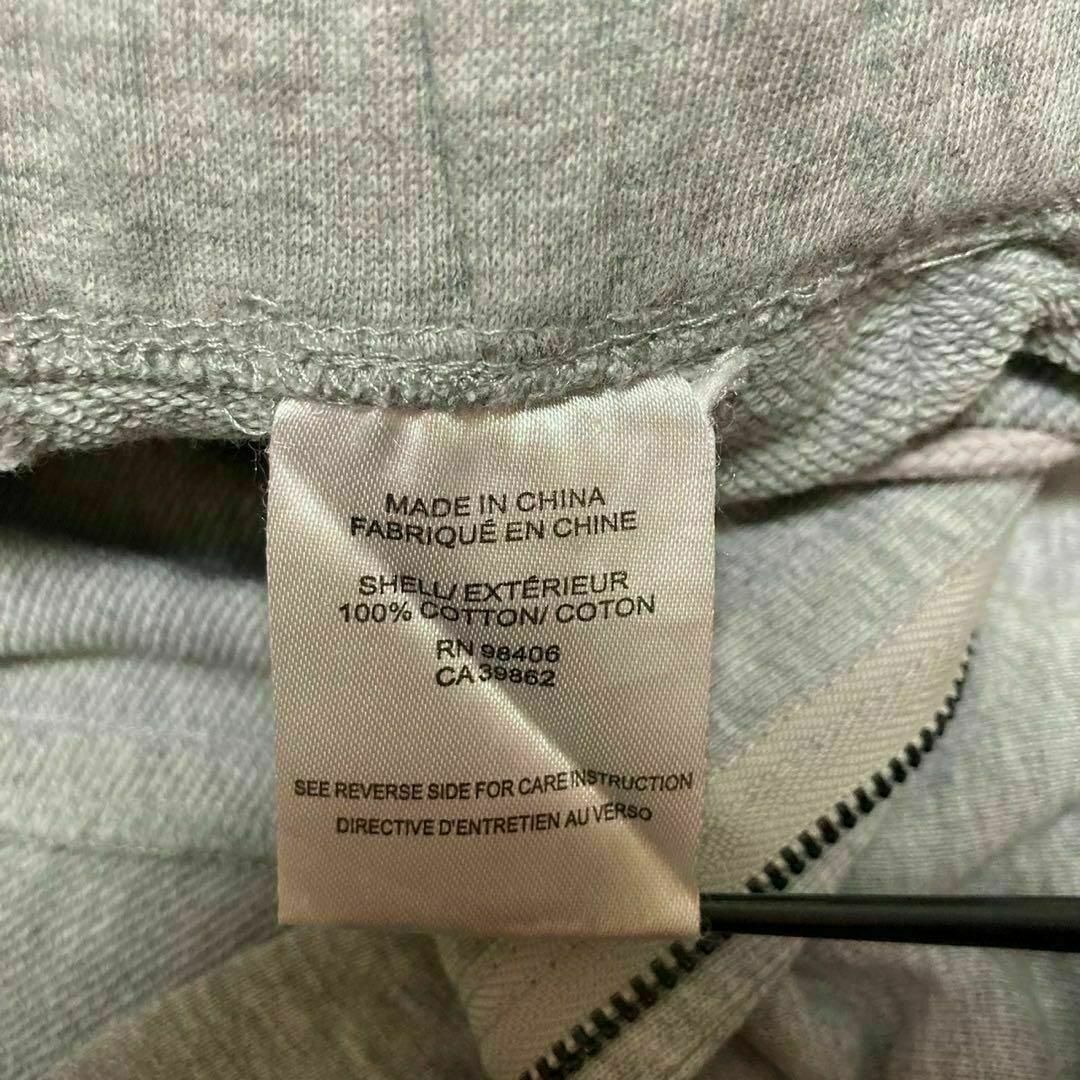 MADE IN CHINA
FABRIQUÉ EN CHINE
SHELL/ EXTÉRIEUR
100% COTTON/ COTON
RN 98406
CA 39862
SEE REVERSE SIDE FOR CARE INSTRUCTION
DIRECTIVE D'ENTRETIEN AU VERSO